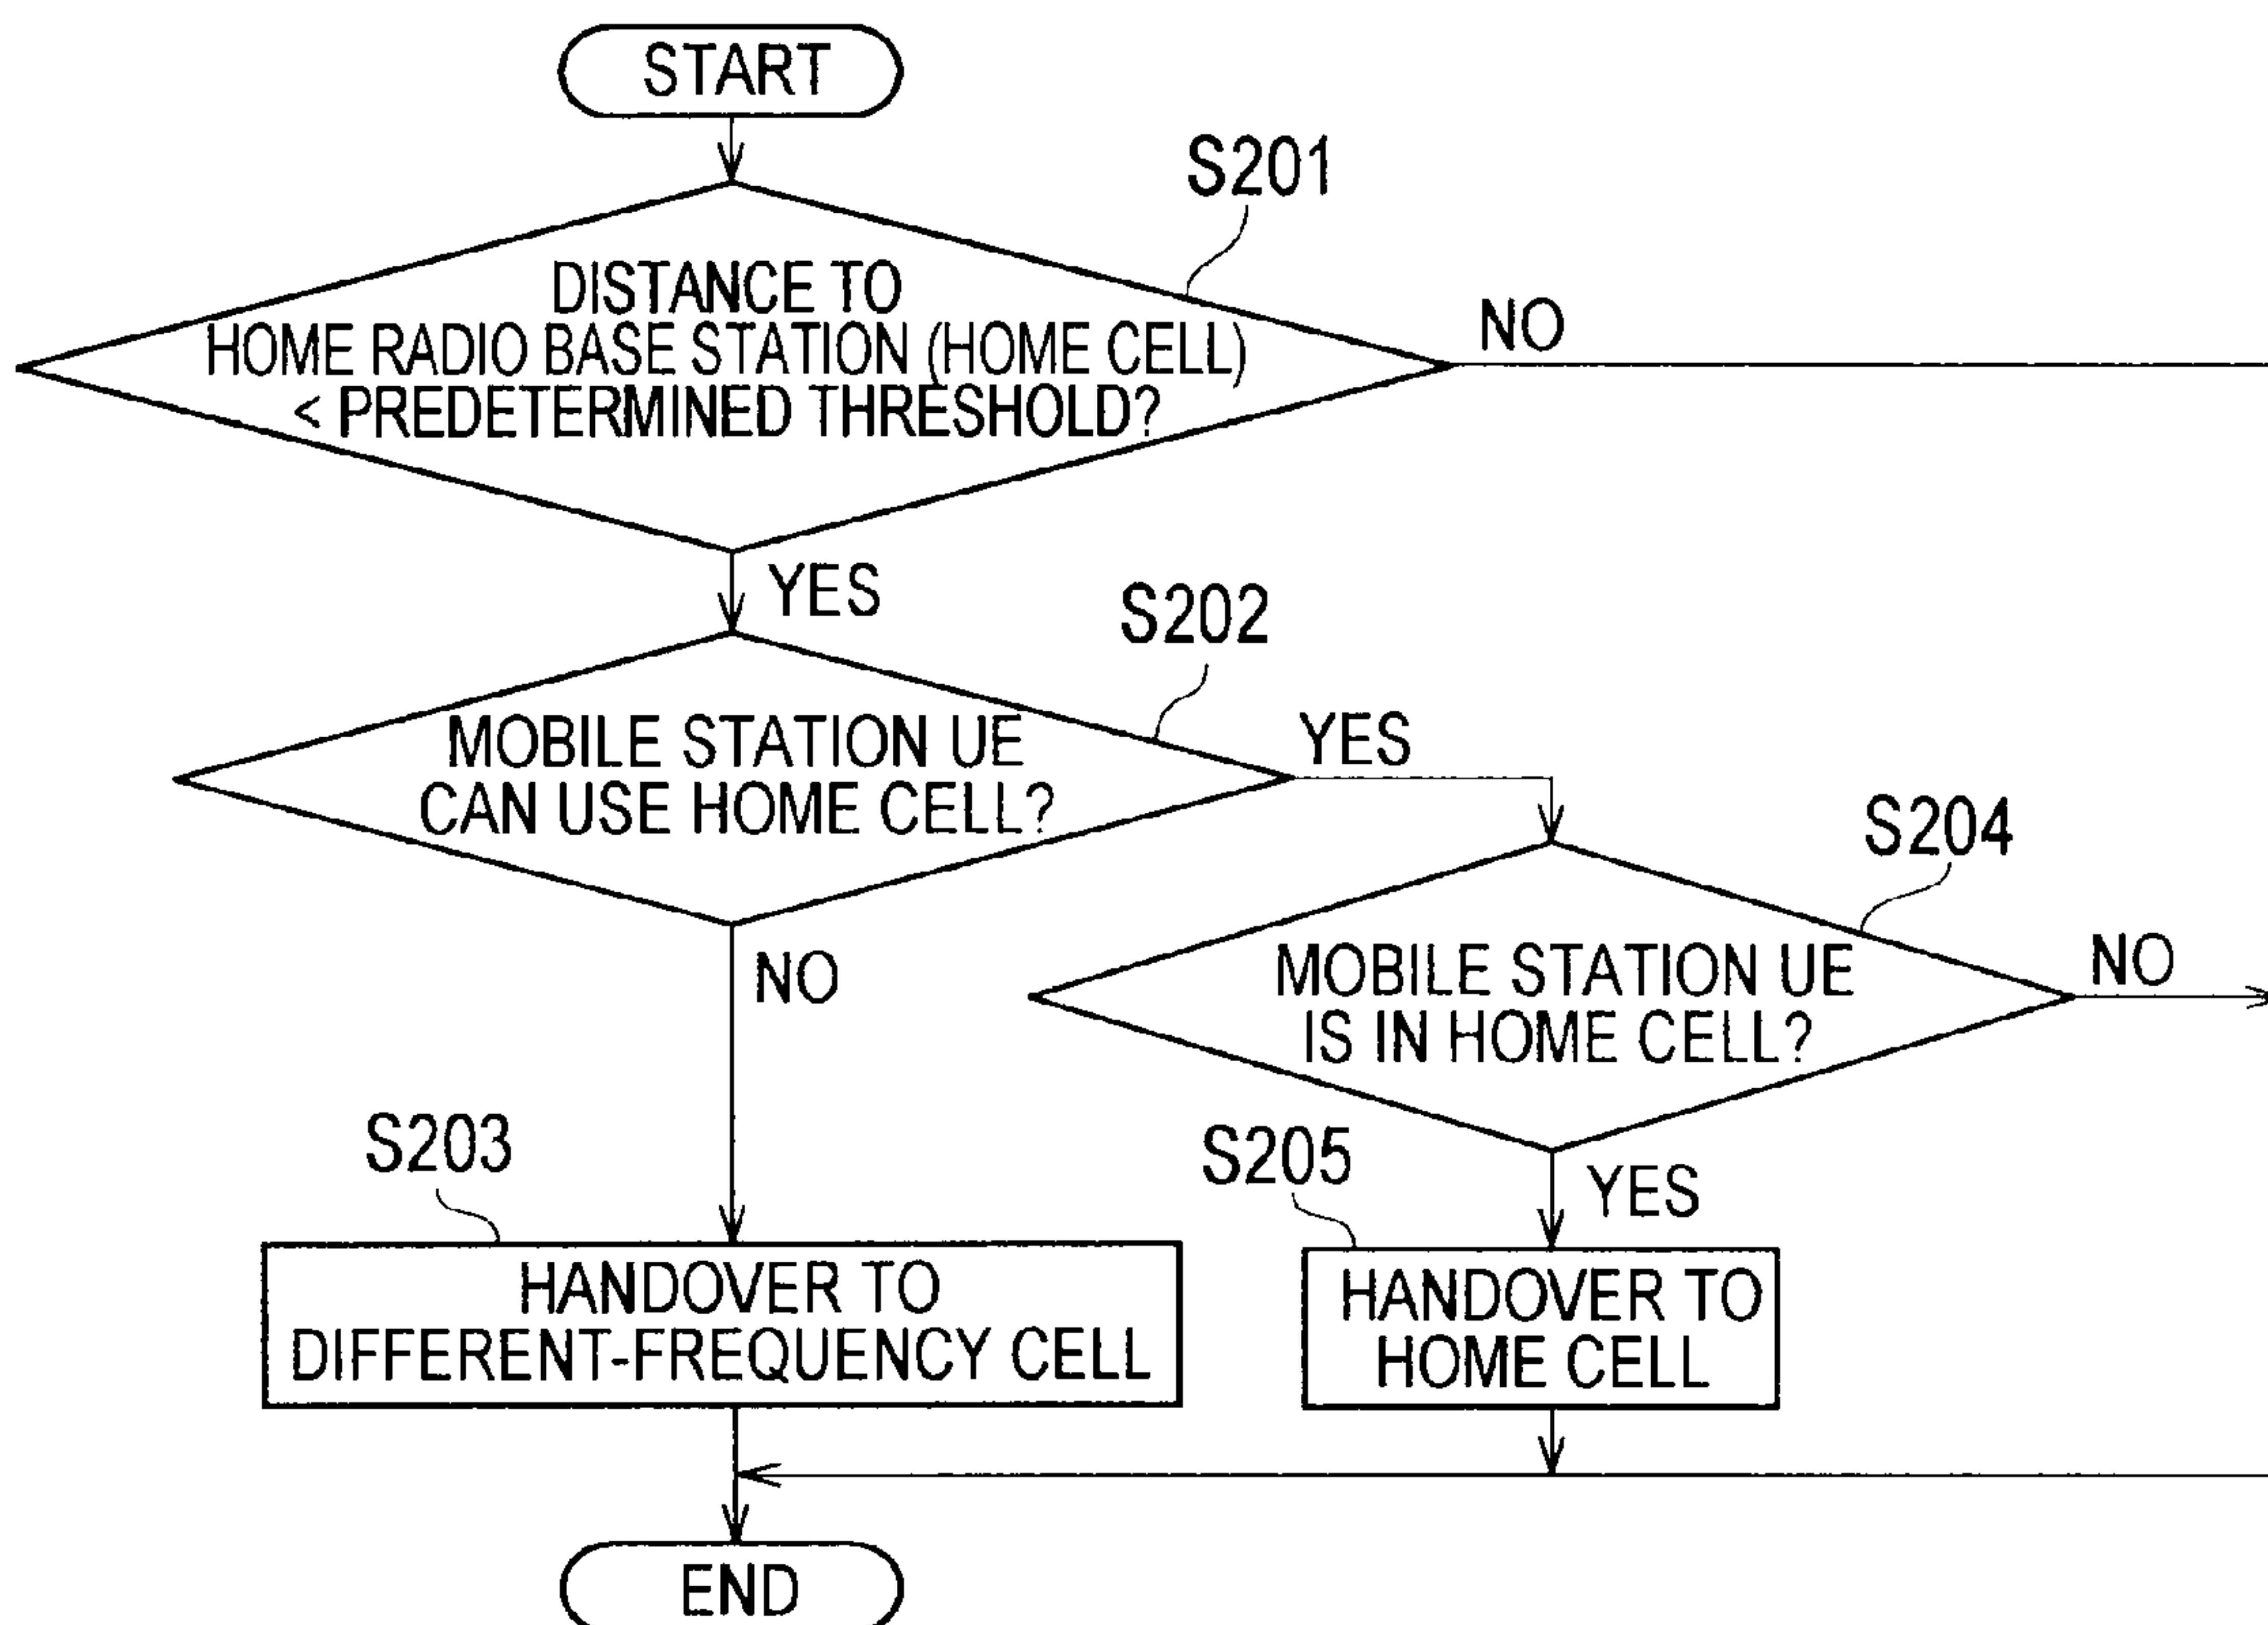 START
S201
DISTANCE TO
HOME RADIO BASE STATION (HOME CELL)
< PREDETERMINED THRESHOLD?
NO
YES
S202
MOBILE STATION UE
CAN USE HOME CELL?
YES
NO
S204
MOBILE STATION UE
IS IN HOME CELL?
NO
YES
S203
HANDOVER TO
DIFFERENT-FREQUENCY CELL
S205
HANDOVER TO
HOME CELL
END